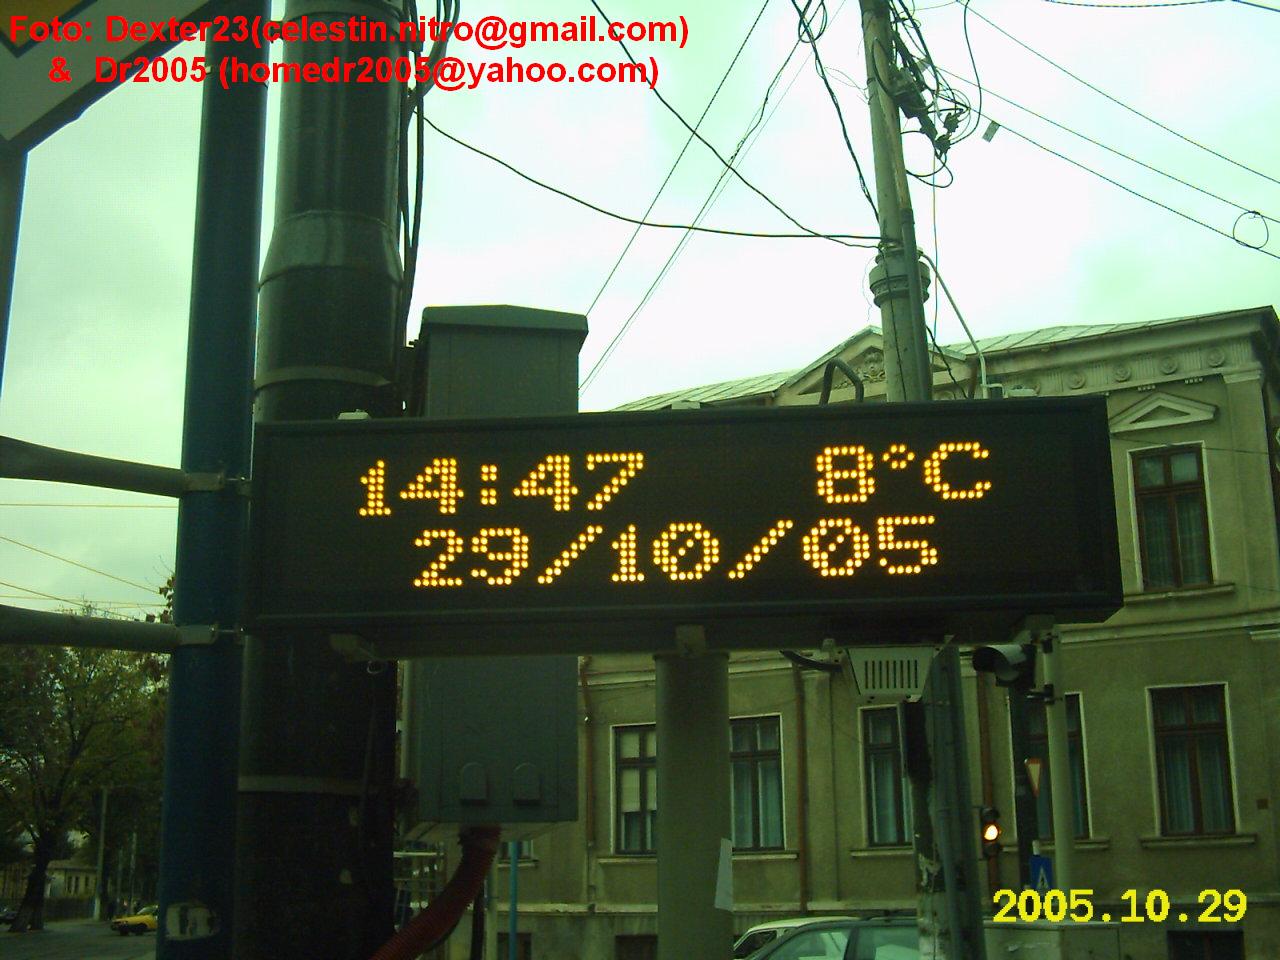 Foto: Dexter23(celestin.nitro@gmail.com)
& Dr2005 (homedr2005@yahoo.com)
14:47 8°C
29/10/05
2005.10.29